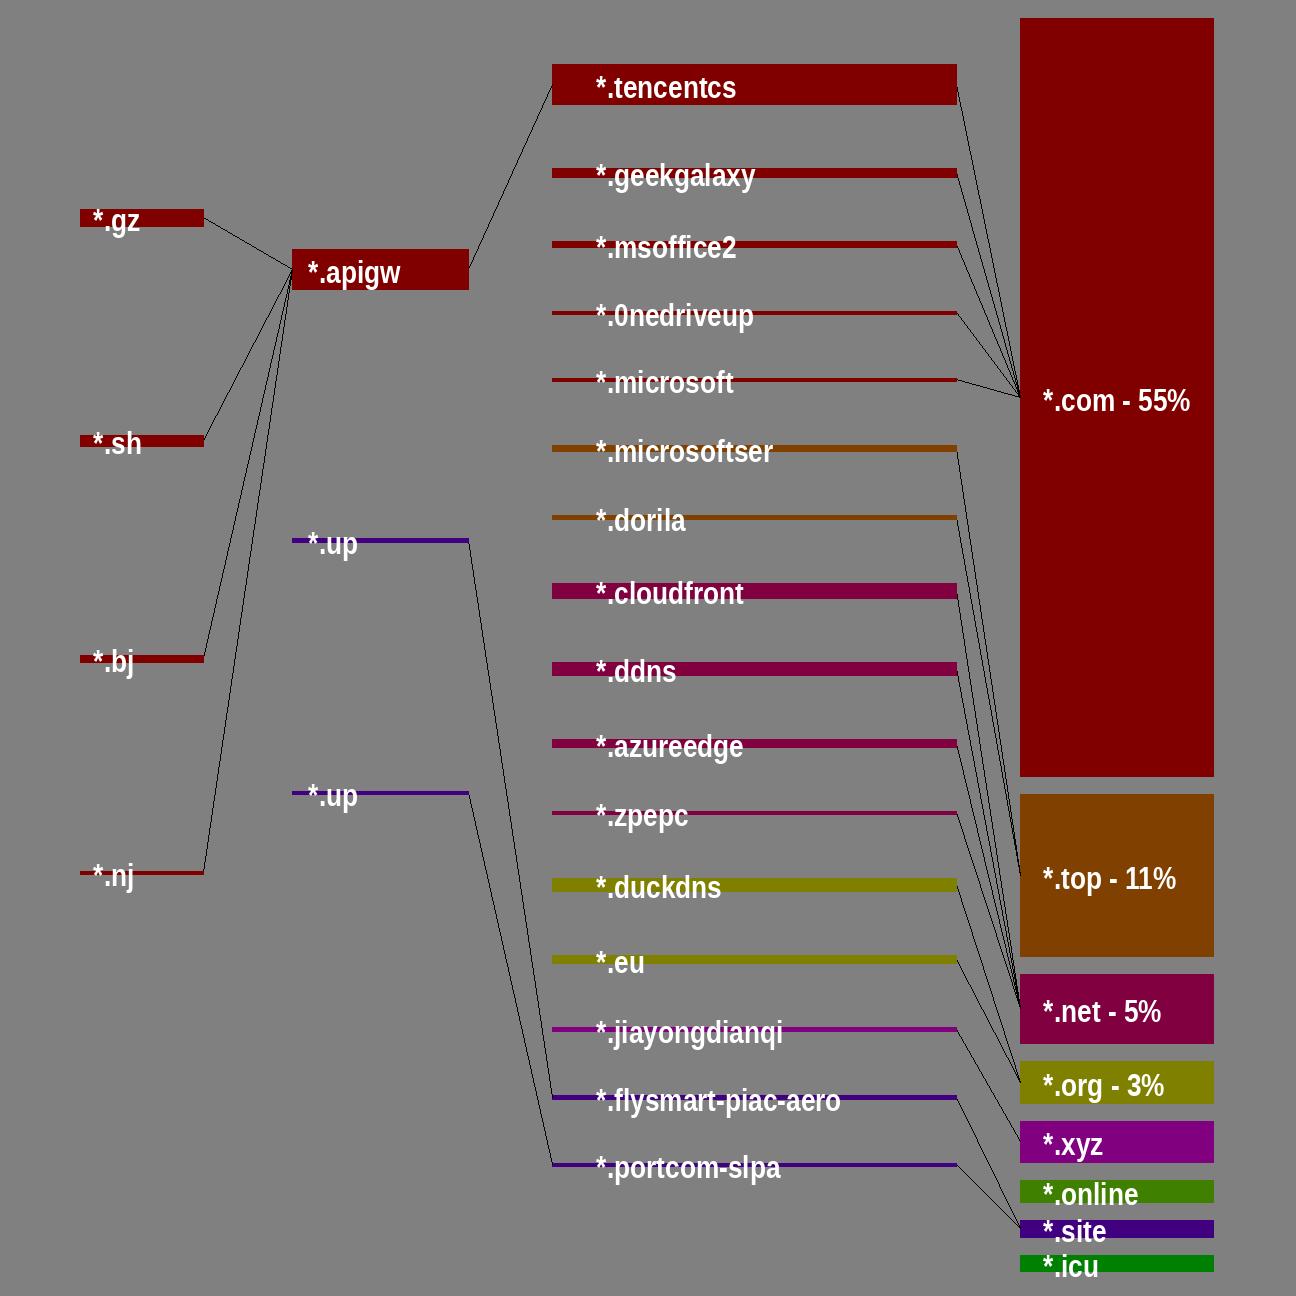 *.gz
*.sh
*.bj
*.nj
*.apigw
*.up
*.up
*.tencentcs
*.geekgalaxy
*.msoffice2
*.0nedriveup
*.microsoft
*.microsoftser
*.dorila
*.cloudfront
*.ddns
*.azureedge
*.zpepc
*.duckdns
*.eu
*.jiayongdianqi
*.flysmart-piac-aero
*.portcom-slpa
*.com - 55%
*.top - 11%
*.net - 5%
*.org - 3%
*.xyz
*.online
*.site
*.icu